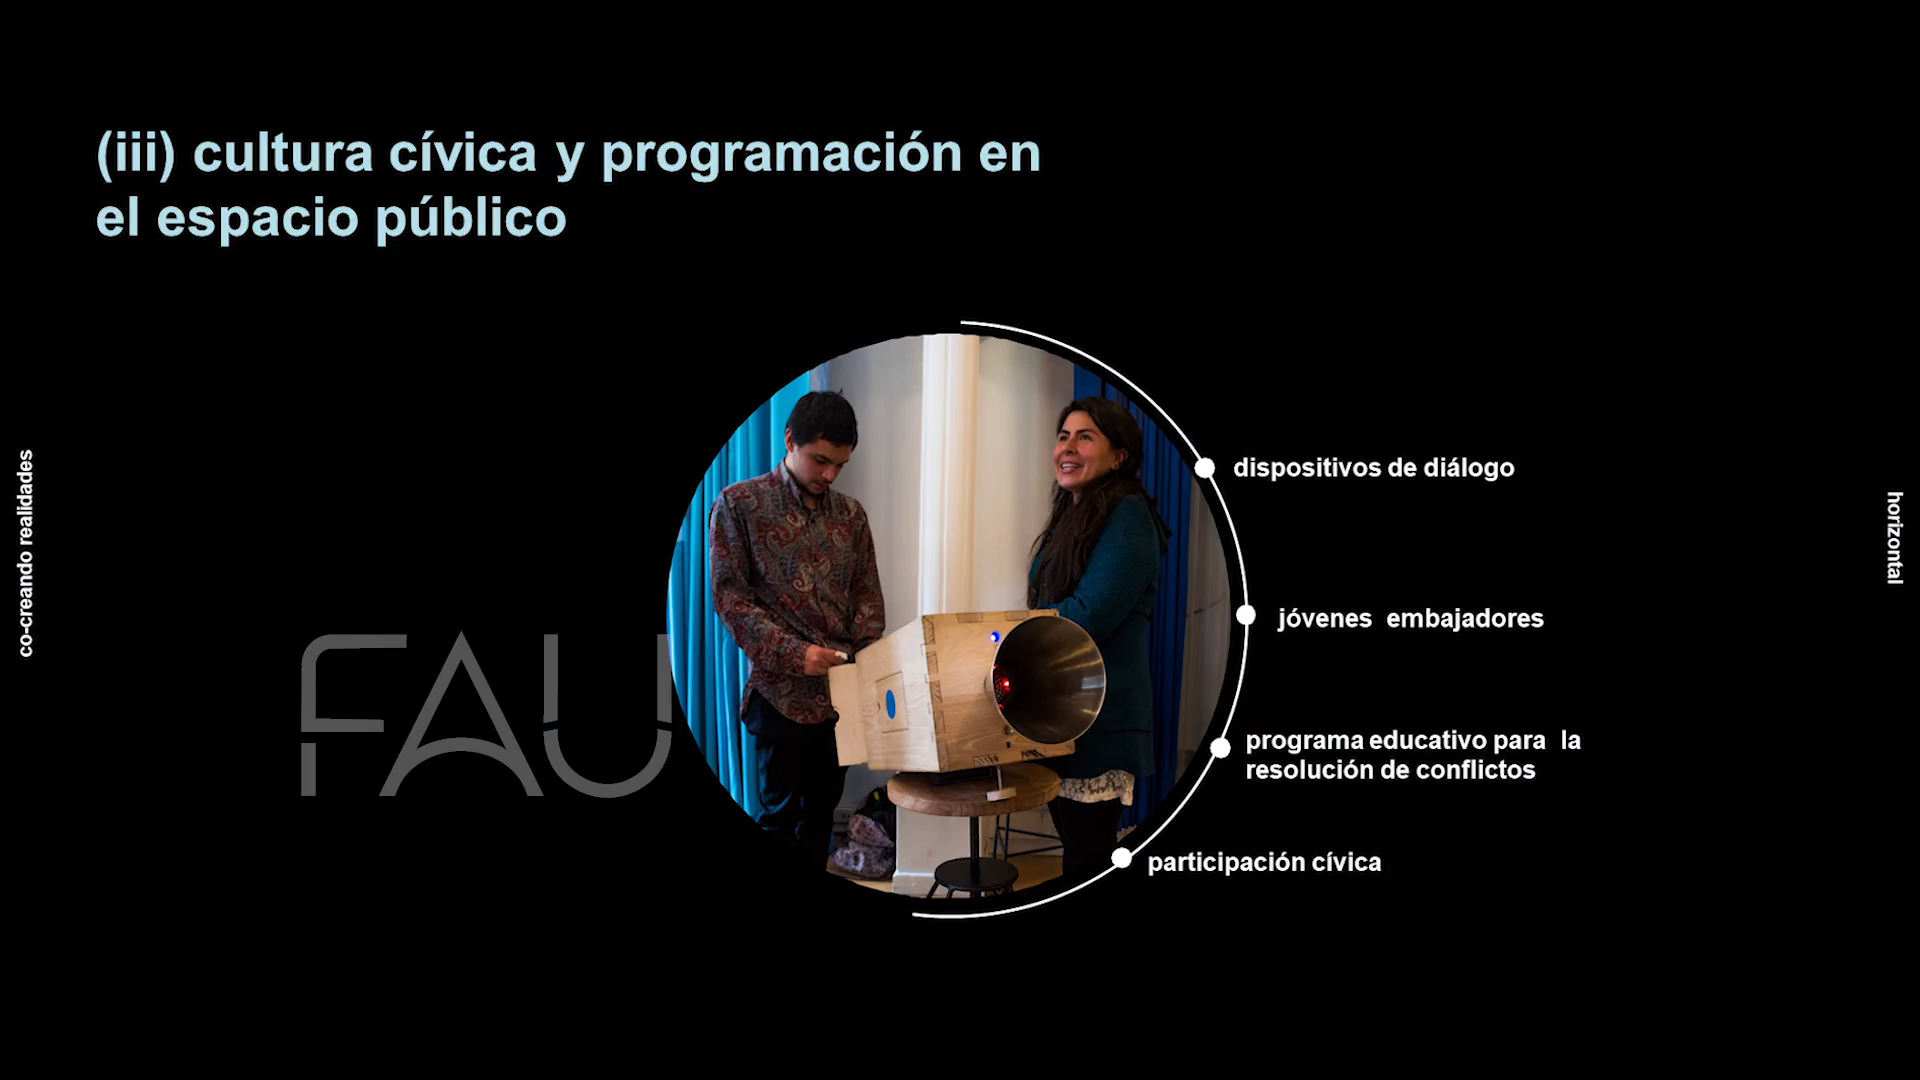 (iii) cultura cívica y programación en
el espacio público
co-creando realidades
horizontal
dispositivos de diálogo
jóvenes embajadores
programa educativo para la
resolución de conflictos
participación cívica
FAU